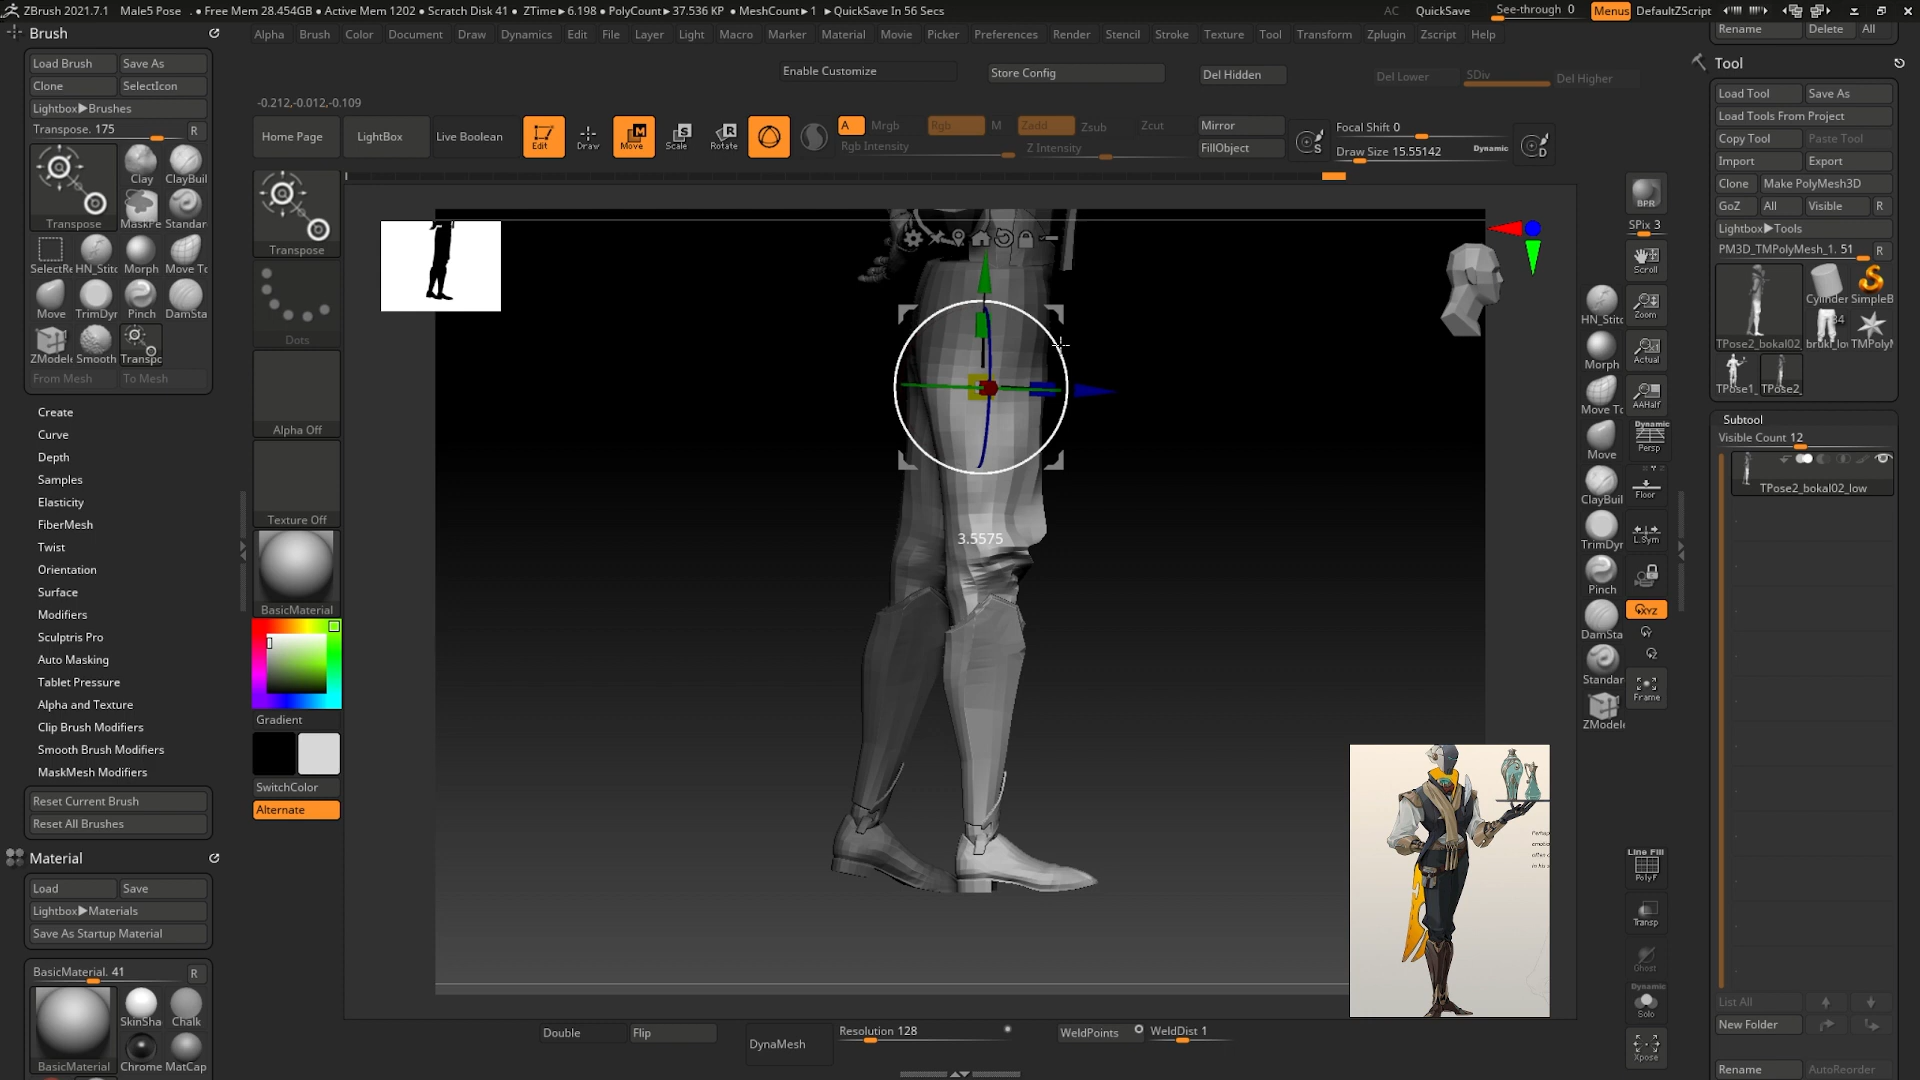 ZBrush 2021.7.1 Male5 Pose . • Free Mem 28.454GB • Active Mem 1202 • Scratch Disk 41 • ZTime▸6.198 • PolyCount▸37.536 KP • MeshCount▸1 ▸QuickSave In 56 Secs
AC QuickSave See-through 0 Menus DefaultZScript
Alpha Brush Color Document Draw Dynamics Edit File Layer Light Macro Marker Material Movie Picker Preferences Render Stencil Stroke Texture Tool Transform Zplugin Zscript Help
Brush
Load Brush Save As
Clone SelectIcon
Lightbox▶Brushes
Transpose. 175 R
Clay ClayBuil
Transpose MaskPe Standar
SelectRe HN_Stitc Morph Move To
Move TrimDyr Pinch DamSta
ZModele Smooth Transpc
From Mesh To Mesh
Create
Curve
Depth
Samples
Elasticity
FiberMesh
Twist
Orientation
Surface
Modifiers
Sculptris Pro
Auto Masking
Tablet Pressure
Alpha and Texture
Clip Brush Modifiers
Smooth Brush Modifiers
MaskMesh Modifiers
Reset Current Brush
Reset All Brushes
Material
Load Save
Lightbox▶Materials
Save As Startup Material
BasicMaterial. 41 R
SkinSha Chalk
BasicMaterial Chrome MatCap
Enable Customize Store Config Del Hidden Del Lower SDiv Del Higher
-0.212,-0.012,-0.109
Home Page LightBox Live Boolean Edit Draw Move Scale Rotate
A Mrgb Rgb M Zadd Zsub Zcut
Rgb Intensity Z Intensity
Mirror
FillObject
S
Focal Shift 0
Draw Size 15.55142 Dynamic
D
Transpose
Dots
Alpha Off
Texture Off
BasicMaterial
Gradient
SwitchColor
Alternate
3.5575
Double Flip DynaMesh Resolution 128 WeldPoints WeldDist 1
HN_Stitc
Morph
Move To
Move
ClayBuil
TrimDyr
Pinch
DamSta
Standar
ZModele
BPR
SPix 3
Scroll
Zoom
Actual
AAHalf
Dynamic
Persp
Floor
L.Sym
XYZ
Frame
Line Fill
PolyF
Transp
Ghost
Dynamic
Solo
Xpose
Rename Delete All
Tool
Load Tool Save As
Load Tools From Project
Copy Tool Paste Tool
Import Export
Clone Make PolyMesh3D
GoZ All Visible R
Lightbox▶Tools
PM3D_TMPolyMesh_1. 51 R
Cylinder SimpleB
34
TPose2_bokal02_ bruki_lo TMPolyM
TPose1_ TPose2_
Subtool
Visible Count 12
TPose2_bokal02_low
List All
New Folder
Rename AutoReorder